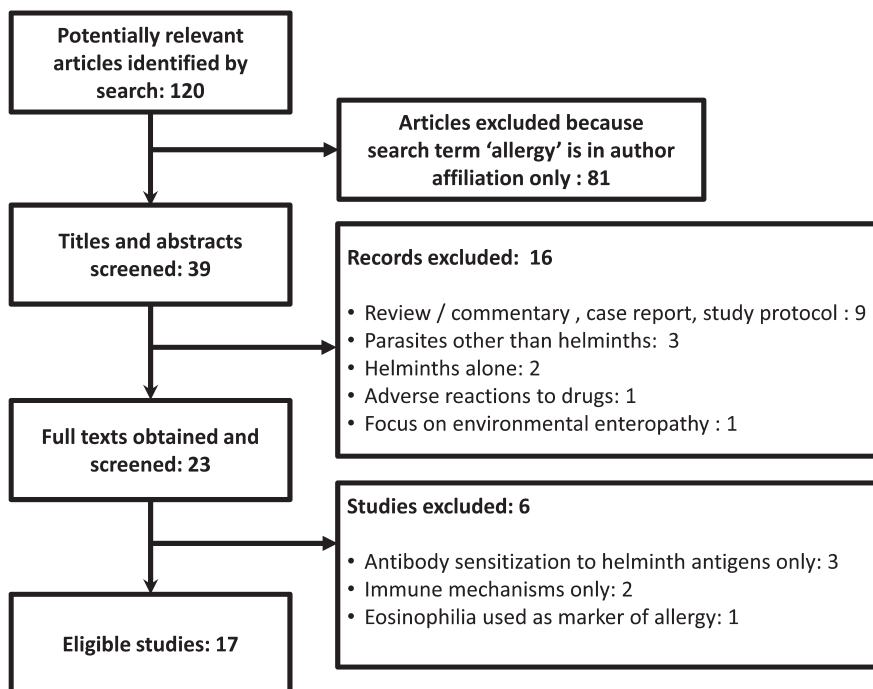 Potentially relevant
articles identified by
search: 120
Articles excluded because
search term ‘allergy’ is in author
affiliation only : 81
Titles and abstracts
screened: 39
Records excluded:  16
• Review / commentary , case report, study protocol : 9
• Parasites other than helminths:  3
• Helminths alone: 2
• Adverse reactions to drugs: 1
• Focus on environmental enteropathy : 1
Full texts obtained and
screened: 23
Studies excluded: 6
• Antibody sensitization to helminth antigens only: 3
• Immune mechanisms only: 2
• Eosinophilia used as marker of allergy: 1
Eligible studies: 17